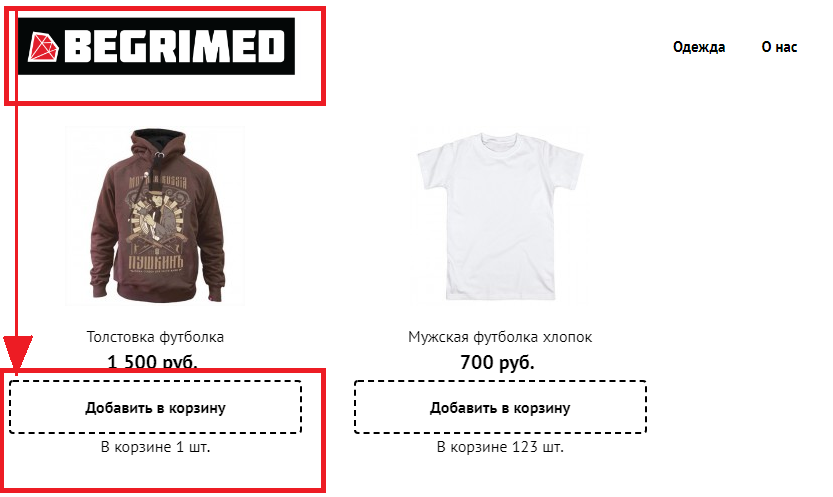 BEGRIMED
Одежда О нас
ПУШКИНЪ
Толстовка футболка
Мужская футболка хлопок
1 500 руб.
700 руб.
Добавить в корзину
Добавить в корзину
В корзине 1 шт.
В корзине 123 шт.